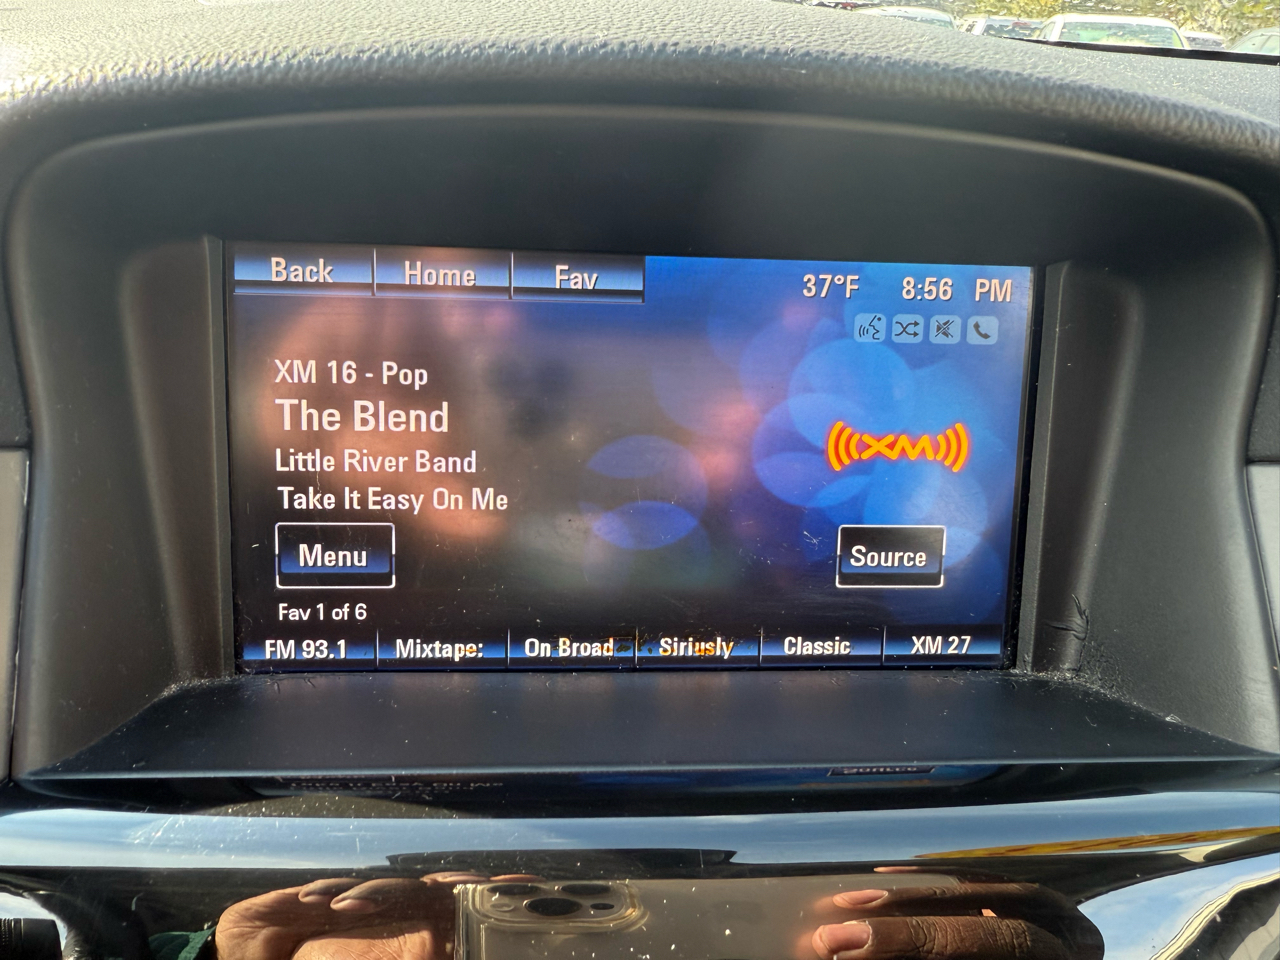 Back Home Fav
37°F 8:56 PM
XM 16 - Pop
The Blend
Little River Band
Take It Easy On Me
((((XM))))
Menu
Source
Fav 1 of 6
FM 93.1 Mixtape: On Broad Siriusly Classic XM 27